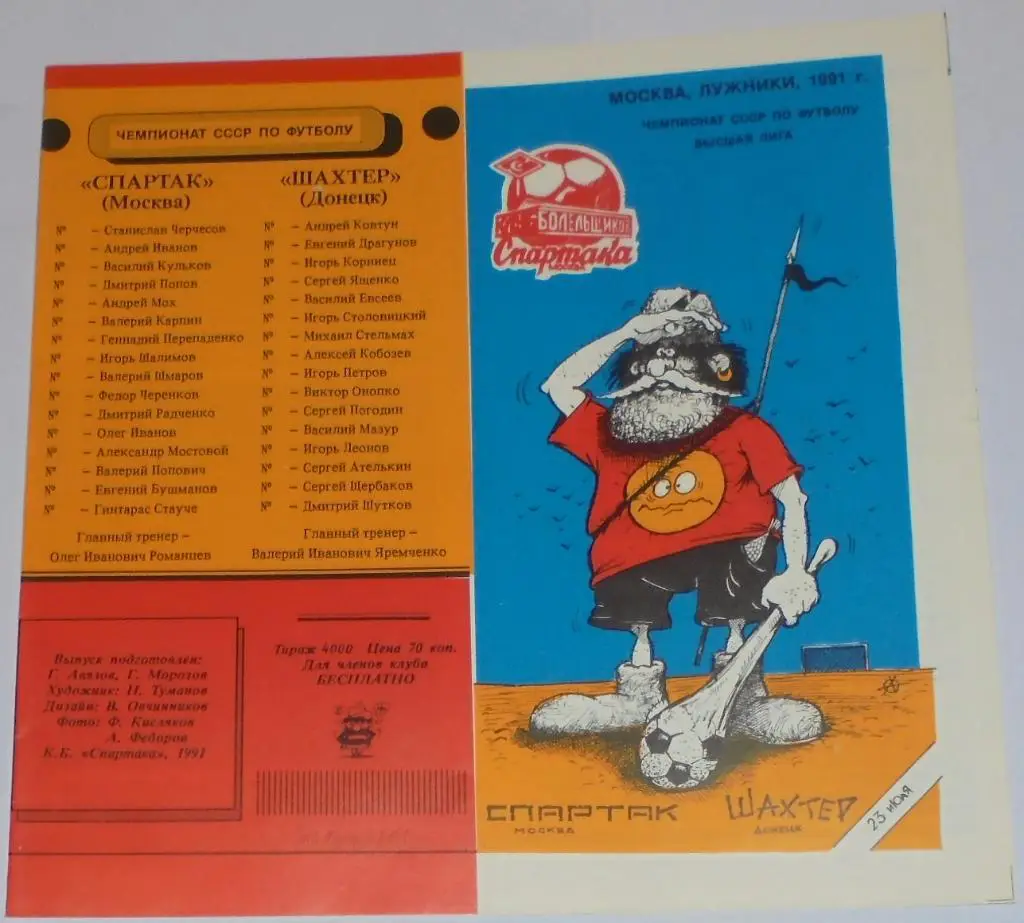 ЧЕМПИОНАТ СССР ПО ФУТБОЛУ
«СПАРТАК»
(Москва)
№ – Станислав Черчесов
№ – Андрей Иванов
№ – Василий Кульков
№ – Дмитрий Попов
№ – Андрей Мох
№ – Валерий Карпин
№ – Геннадий Перепаденко
№ – Игорь Шалимов
№ – Валерий Шмаров
№ – Федор Черенков
№ – Дмитрий Радченко
№ – Олег Иванов
№ – Александр Мостовой
№ – Валерий Попович
№ – Евгений Бушманов
№ – Гинтарас Стауче
Главный тренер –
Олег Иванович Романцев
«ШАХТЕР»
(Донецк)
№ – Андрей Ковтун
№ – Евгений Драгунов
№ – Игорь Корниец
№ – Сергей Ященко
№ – Василий Евсеев
№ – Игорь Столовицкий
№ – Михаил Стельмах
№ – Алексей Кобозев
№ – Игорь Петров
№ – Виктор Онопко
№ – Сергей Погодин
№ – Василий Мазур
№ – Игорь Леонов
№ – Сергей Ателькин
№ – Сергей Щербаков
№ – Дмитрий Шутков
Главный тренер –
Валерий Иванович Яремченко
Выпуск подготовлен:
Г. Авязов, Г. Морозов
Художник: Н. Туманов
Дизайн: В. Овчинников
Фото: Ф. Кисляков
А. Федоров
К.Б. «Спартака», 1991
Тираж 4000 Цена 70 коп.
Для членов клуба
БЕСПЛАТНО
МОСКВА, ЛУЖНИКИ, 1991 г.
ЧЕМПИОНАТ СССР ПО ФУТБОЛУ
ВЫСШАЯ ЛИГА
БОЛЕЛЬЩИКОВ
Спартака
СПАРТАК
МОСКВА
ШАХТЕР
ДОНЕЦК
23 июля